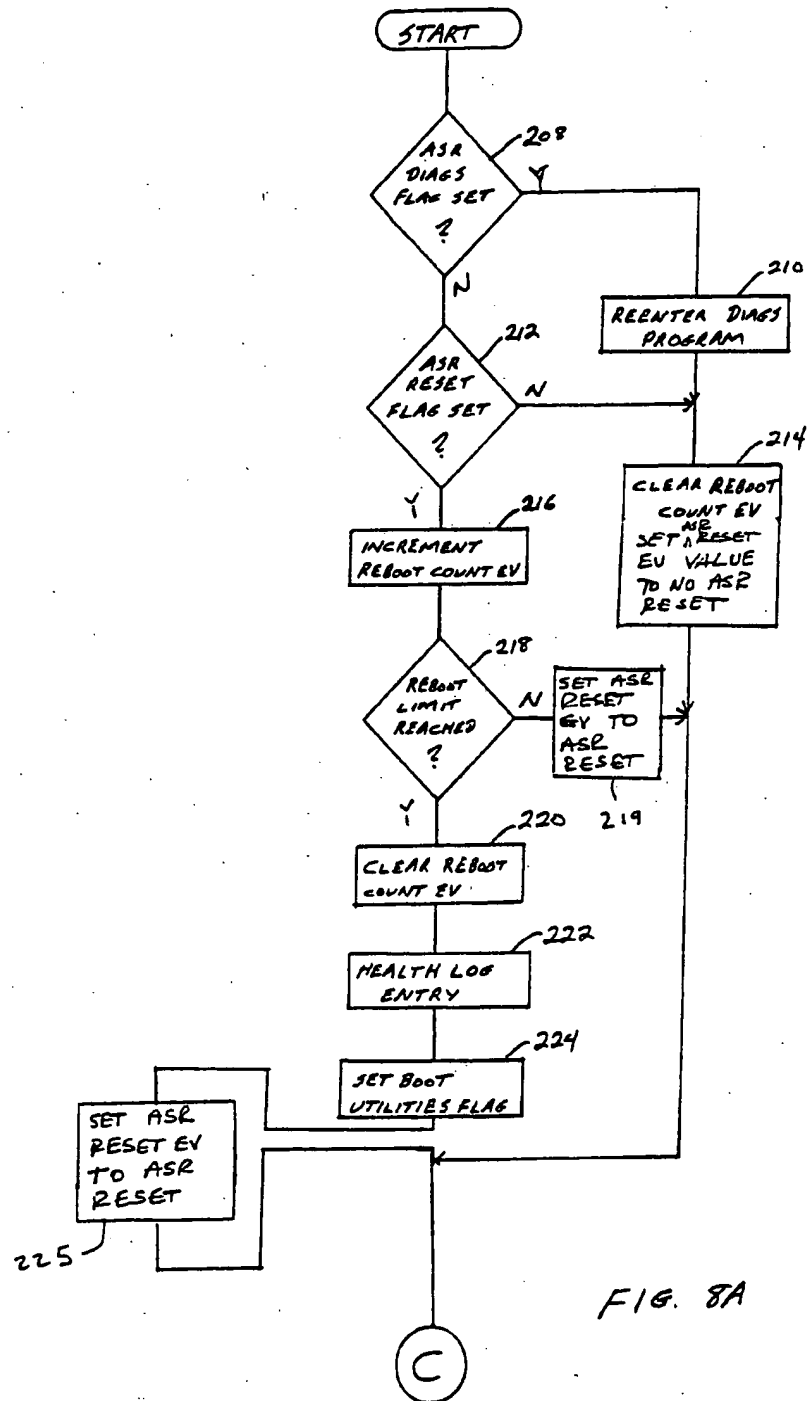 START
208
ASR
DIAGS
FLAG SET
?
Y
N
210
REENTER DIAGS
PROGRAM
212
ASR
RESET
FLAG SET
?
N
Y
214
CLEAR REBOOT
COUNT EV
SET ASR RESET
EV VALUE
TO NO ASR
RESET
216
INCREMENT
REBOOT COUNT EV
218
REBOOT
LIMIT
REACHED
?
N
Y
SET ASR
RESET
EV TO
ASR
RESET
219
220
CLEAR REBOOT
COUNT EV
222
HEALTH LOG
ENTRY
224
SET BOOT
UTILITIES FLAG
SET ASR
RESET EV
TO ASR
RESET
225
FIG. 8A
C